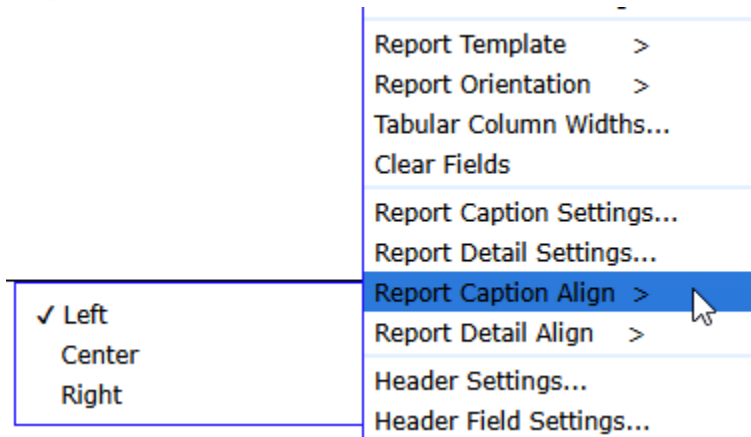 Report Template >
Report Orientation >
Tabular Column Widths...
Clear Fields
Report Caption Settings...
Report Detail Settings...
Report Caption Align >
Report Detail Align >
Header Settings...
Header Field Settings...
✓ Left
Center
Right